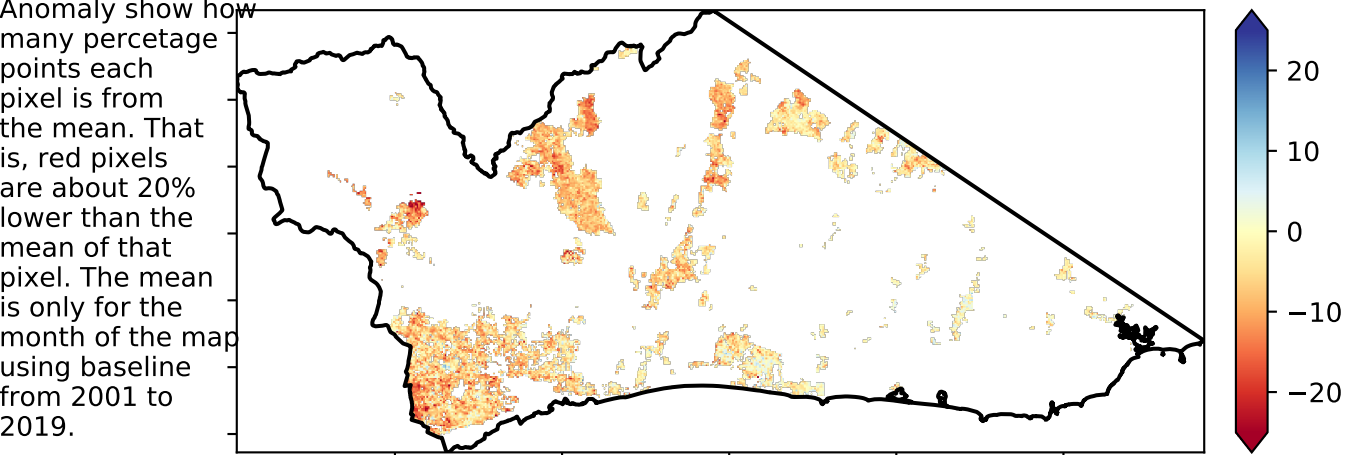 Anomaly show how
many percetage
points each
pixel is from
the mean. That
is, red pixels
are about 20%
lower than the
mean of that
pixel. The mean
is only for the
month of the map
using baseline
from 2001 to
2019.
20
10
0
−10
−20